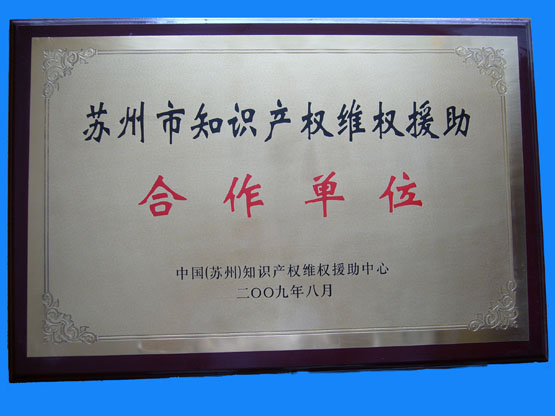 苏州市知识产权维权援助
合作单位
中国(苏州)知识产权维权援助中心
二〇〇九年八月